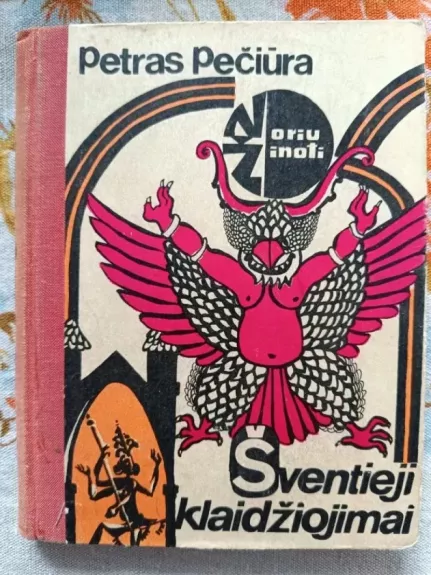 Petras Pečiūra
Noriu
Žinoti
Šventieji
klaidžiojimai